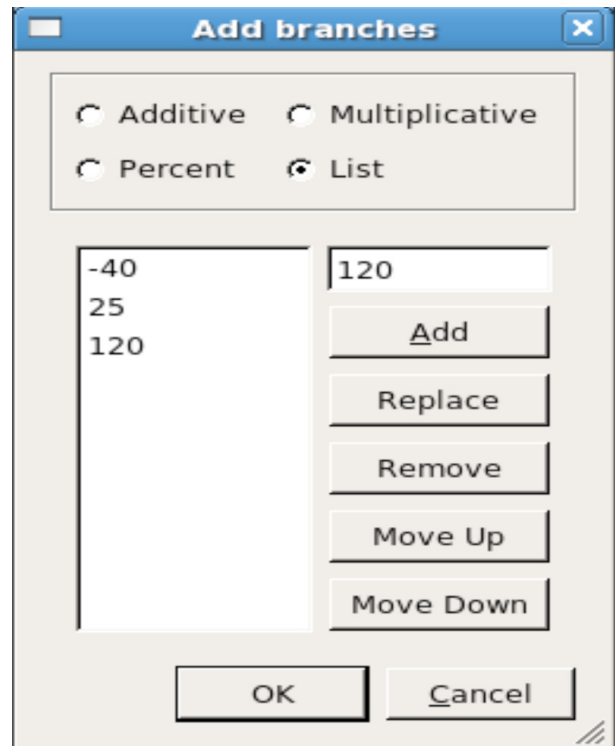 Add branches
Additive Multiplicative
Percent List
-40
25
120
120
Add
Replace
Remove
Move Up
Move Down
OK Cancel